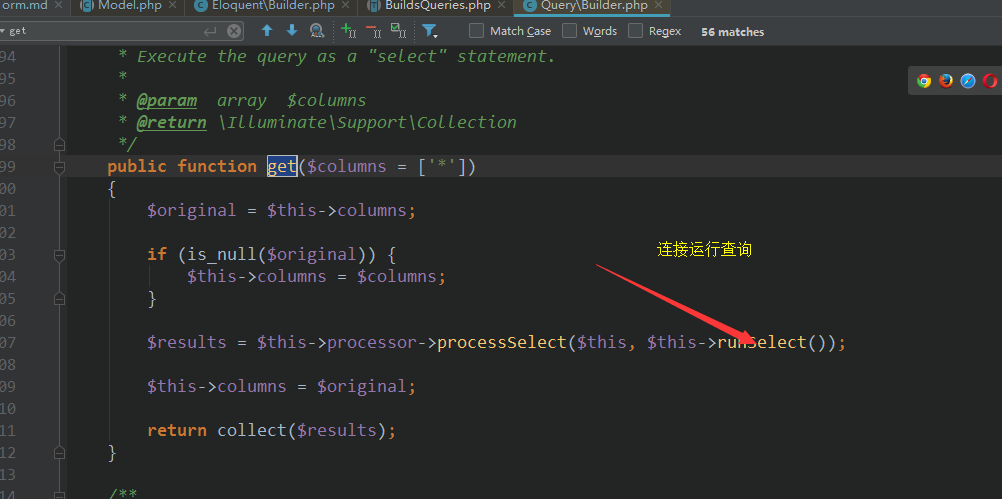 orm.md Model.php Eloquent\Builder.php BuildsQueries.php Query\Builder.php
get Match Case Words Regex 56 matches
94 * Execute the query as a "select" statement.
95 *
96 * @param  array  $columns
97 * @return \Illuminate\Support\Collection
98 */
99 public function get($columns = ['*'])
00 {
01 $original = $this->columns;
02
03 if (is_null($original)) {
04 $this->columns = $columns;
05 }
06
07 $results = $this->processor->processSelect($this, $this->runSelect());
08
09 $this->columns = $original;
10
11 return collect($results);
12 }
13
14 /**
连接运行查询